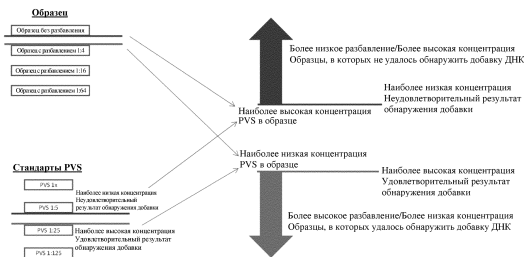 Образец
Образец без разбавления
Образец с разбавлением 1:4
Образец с разбавлением 1:16
Образец с разбавлением 1:64
Более низкое разбавление/Более высокая концентрация
Образцы, в которых не удалось обнаружить добавку ДНК
Наиболее низкая концентрация
Неудовлетворительный результат
обнаружения добавки
Наиболее высокая концентрация
PVS в образце
Наиболее низкая концентрация
PVS в образце
Наиболее высокая концентрация
Удовлетворительный результат
обнаружения добавки
Более высокое разбавление/Более низкая концентрация
Образцы, в которых удалось обнаружить добавку ДНК
Стандарты PVS
PVS 1x
PVS 1:5
PVS 1:25
PVS 1:125
Наиболее низкая концентрация
Неудовлетворительный
результат обнаружения добавки
Наиболее высокая концентрация
Удовлетворительный результат
обнаружения добавки